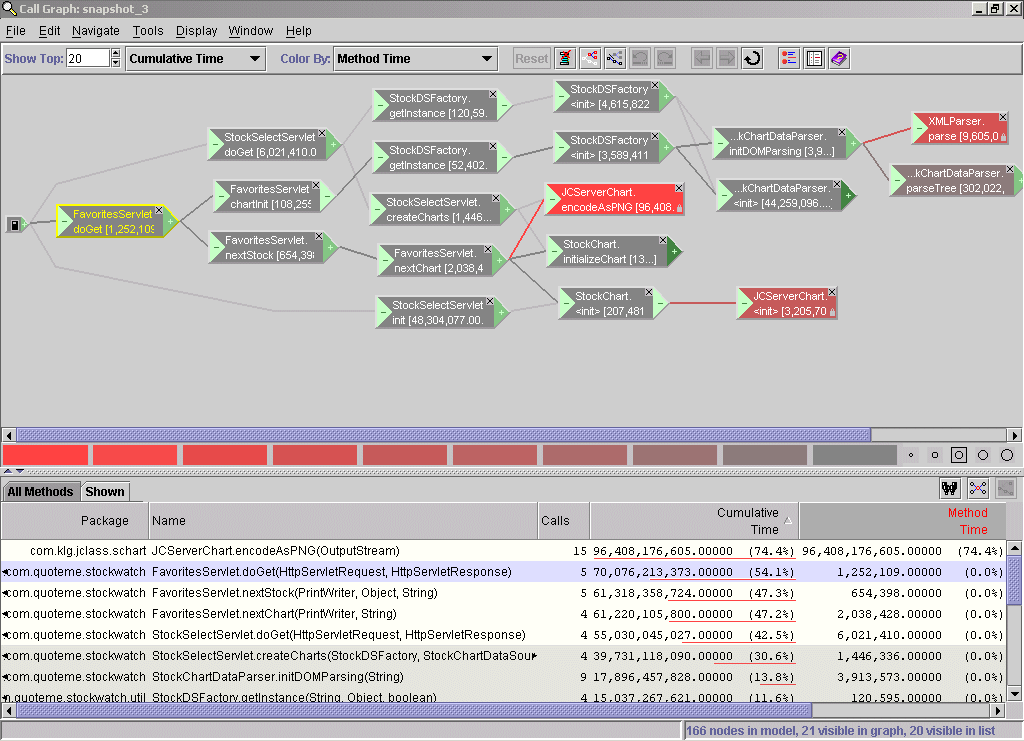 Call Graph: snapshot_3
File Edit Navigate Tools Display Window Help
Show Top: 20 Cumulative Time Color By: Method Time Reset
StockDSFactory.
<init> [4,615,822
StockDSFactory.
getInstance [120,59.
XMLParser.
parse [9,605,0
StockSelectServlet
doGet [6,021,410.0
StockDSFactory
<init> [3,589,411
...kChartDataParser.
initDOMParsing [3,9...]
StockDSFactory.
getInstance [52,402.
...kChartDataParser.
parseTree [302,022,
FavoritesServlet
chartInit [108,255
JCServerChart.
encodeAsPNG [96,408.
...kChartDataParser.
<init> [44,259,096....
StockSelectServlet.
createCharts [1,446...
FavoritesServlet
doGet [1,252,109
FavoritesServlet.
nextStock [654,398
StockChart.
initializeChart [13...]
FavoritesServlet.
nextChart [2,038,4
StockSelectServlet
init [48,304,077.00.
StockChart.
<init> [207,481
JCServerChart.
<init> [3,205,70
All Methods Shown
Package Name Calls Cumulative Time Method Time
com.klg.jclass.schart JCServerChart.encodeAsPNG(OutputStream) 15 96,408,176,605.00000 (74.4%) 96,408,176,605.00000 (74.4%)
com.quoteme.stockwatch FavoritesServlet.doGet(HttpServletRequest, HttpServletResponse) 5 70,076,213,373.00000 (54.1%) 1,252,109.00000 (0.0%)
com.quoteme.stockwatch FavoritesServlet.nextStock(PrintWriter, Object, String) 5 61,318,358,724.00000 (47.3%) 654,398.00000 (0.0%)
com.quoteme.stockwatch FavoritesServlet.nextChart(PrintWriter, String) 4 61,220,105,800.00000 (47.2%) 2,038,428.00000 (0.0%)
com.quoteme.stockwatch StockSelectServlet.doGet(HttpServletRequest, HttpServletResponse) 4 55,030,045,027.00000 (42.5%) 6,021,410.00000 (0.0%)
com.quoteme.stockwatch StockSelectServlet.createCharts(StockDSFactory, StockChartDataSou 4 39,731,118,090.00000 (30.6%) 1,446,336.00000 (0.0%)
com.quoteme.stockwatch StockChartDataParser.initDOMParsing(String) 9 17,896,457,828.00000 (13.8%) 3,913,573.00000 (0.0%)
n.quoteme.stockwatch.util StockDSFactory.getInstance(String, Object, boolean) 4 15,037,267,621.00000 (11.6%) 120,595.00000 (0.0%)
166 nodes in model, 21 visible in graph, 20 visible in list